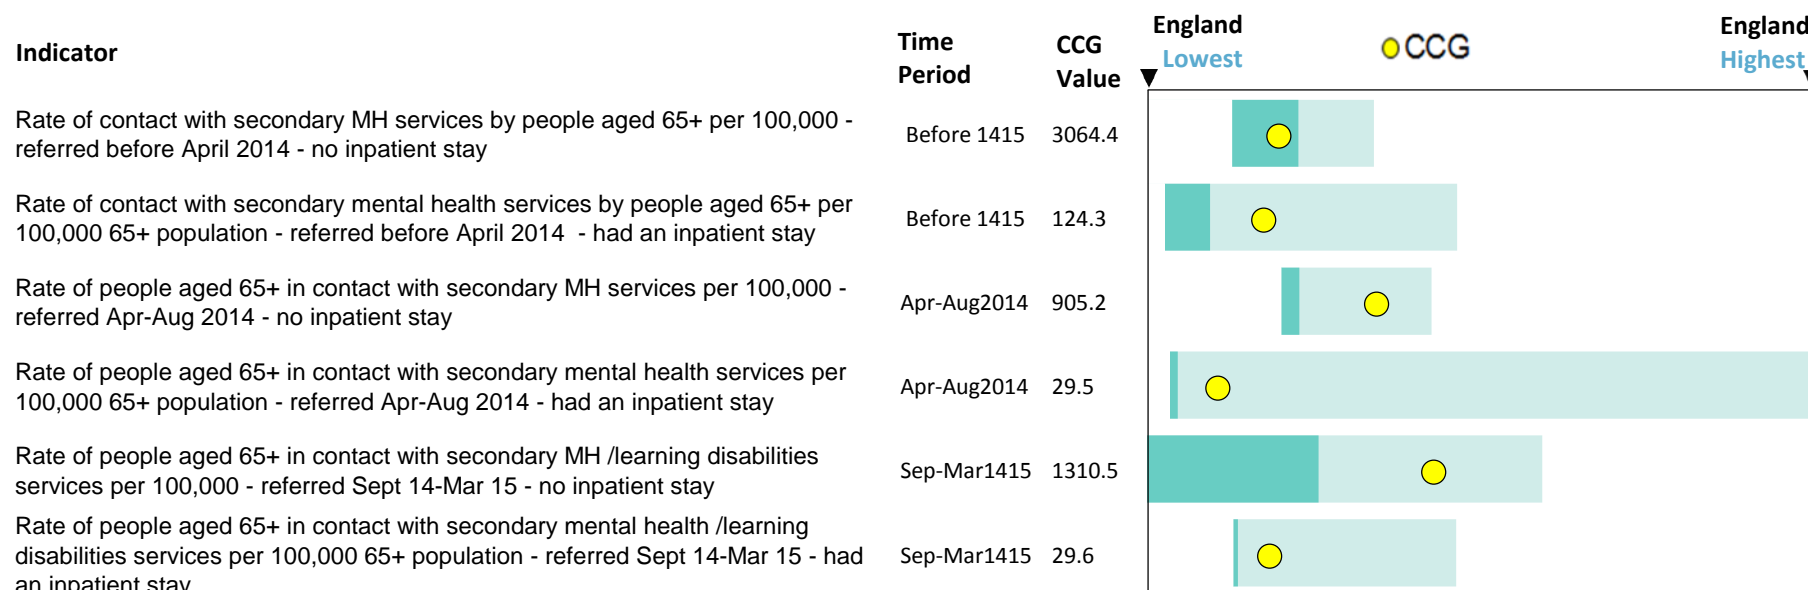 Indicator
Time Period
CCG Value
England Lowest
CCG
England Highest
Rate of contact with secondary MH services by people aged 65+ per 100,000 -
referred before April 2014 - no inpatient stay
Before 1415 3064.4
Rate of contact with secondary mental health services by people aged 65+ per
100,000 65+ population - referred before April 2014 - had an inpatient stay
Before 1415 124.3
Rate of people aged 65+ in contact with secondary MH services per 100,000 -
referred Apr-Aug 2014 - no inpatient stay
Apr-Aug2014 905.2
Rate of people aged 65+ in contact with secondary mental health services per
100,000 65+ population - referred Apr-Aug 2014 - had an inpatient stay
Apr-Aug2014 29.5
Rate of people aged 65+ in contact with secondary MH /learning disabilities
services per 100,000 - referred Sept 14-Mar 15 - no inpatient stay
Sep-Mar1415 1310.5
Rate of people aged 65+ in contact with secondary mental health /learning
disabilities services per 100,000 65+ population - referred Sept 14-Mar 15 - had
an inpatient stay
Sep-Mar1415 29.6